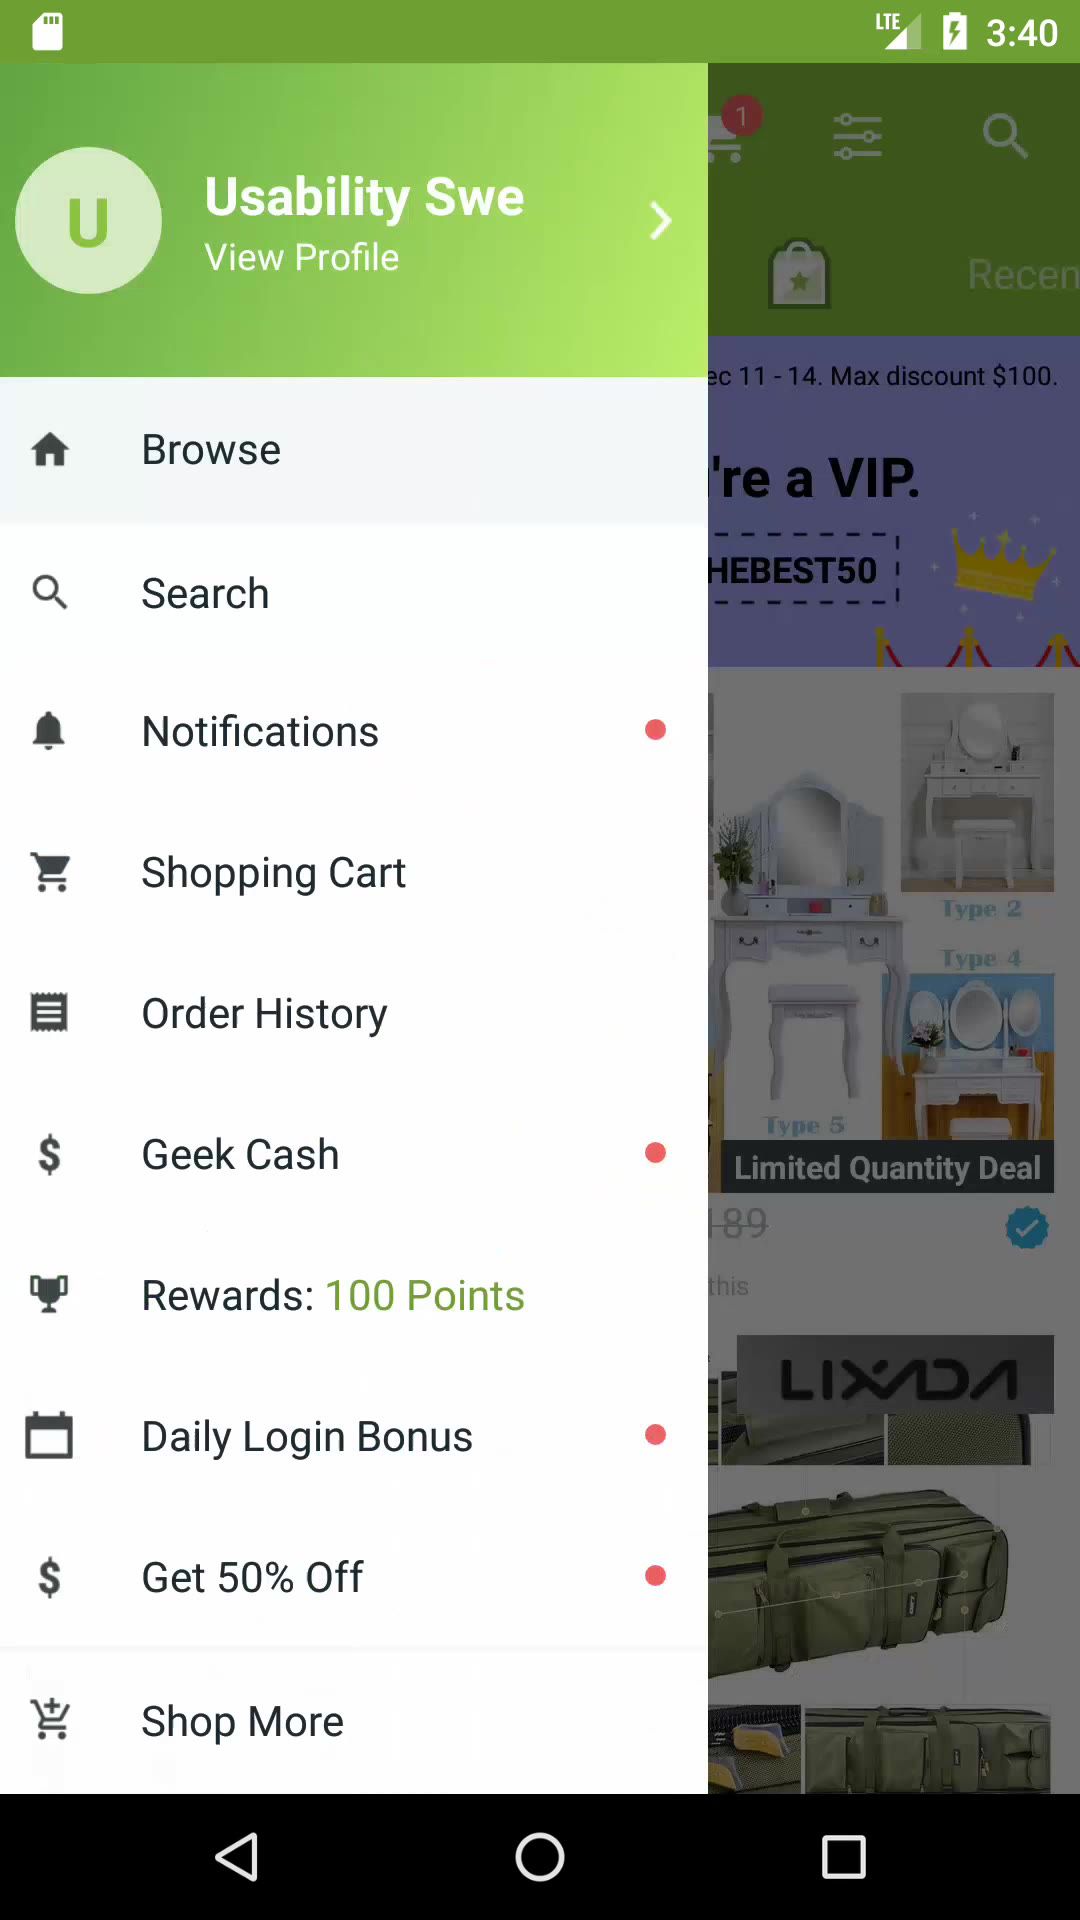 LTE 3:40
U
Usability Swe
View Profile
1
Recen
ec 11 - 14. Max discount $100.
're a VIP.
HEBEST50
Browse
Search
Notifications
Shopping Cart
Order History
Geek Cash
Rewards: 100 Points
Daily Login Bonus
Get 50% Off
Shop More
Type 2
Type 4
Type 5
Limited Quantity Deal
189
this
LIXADA